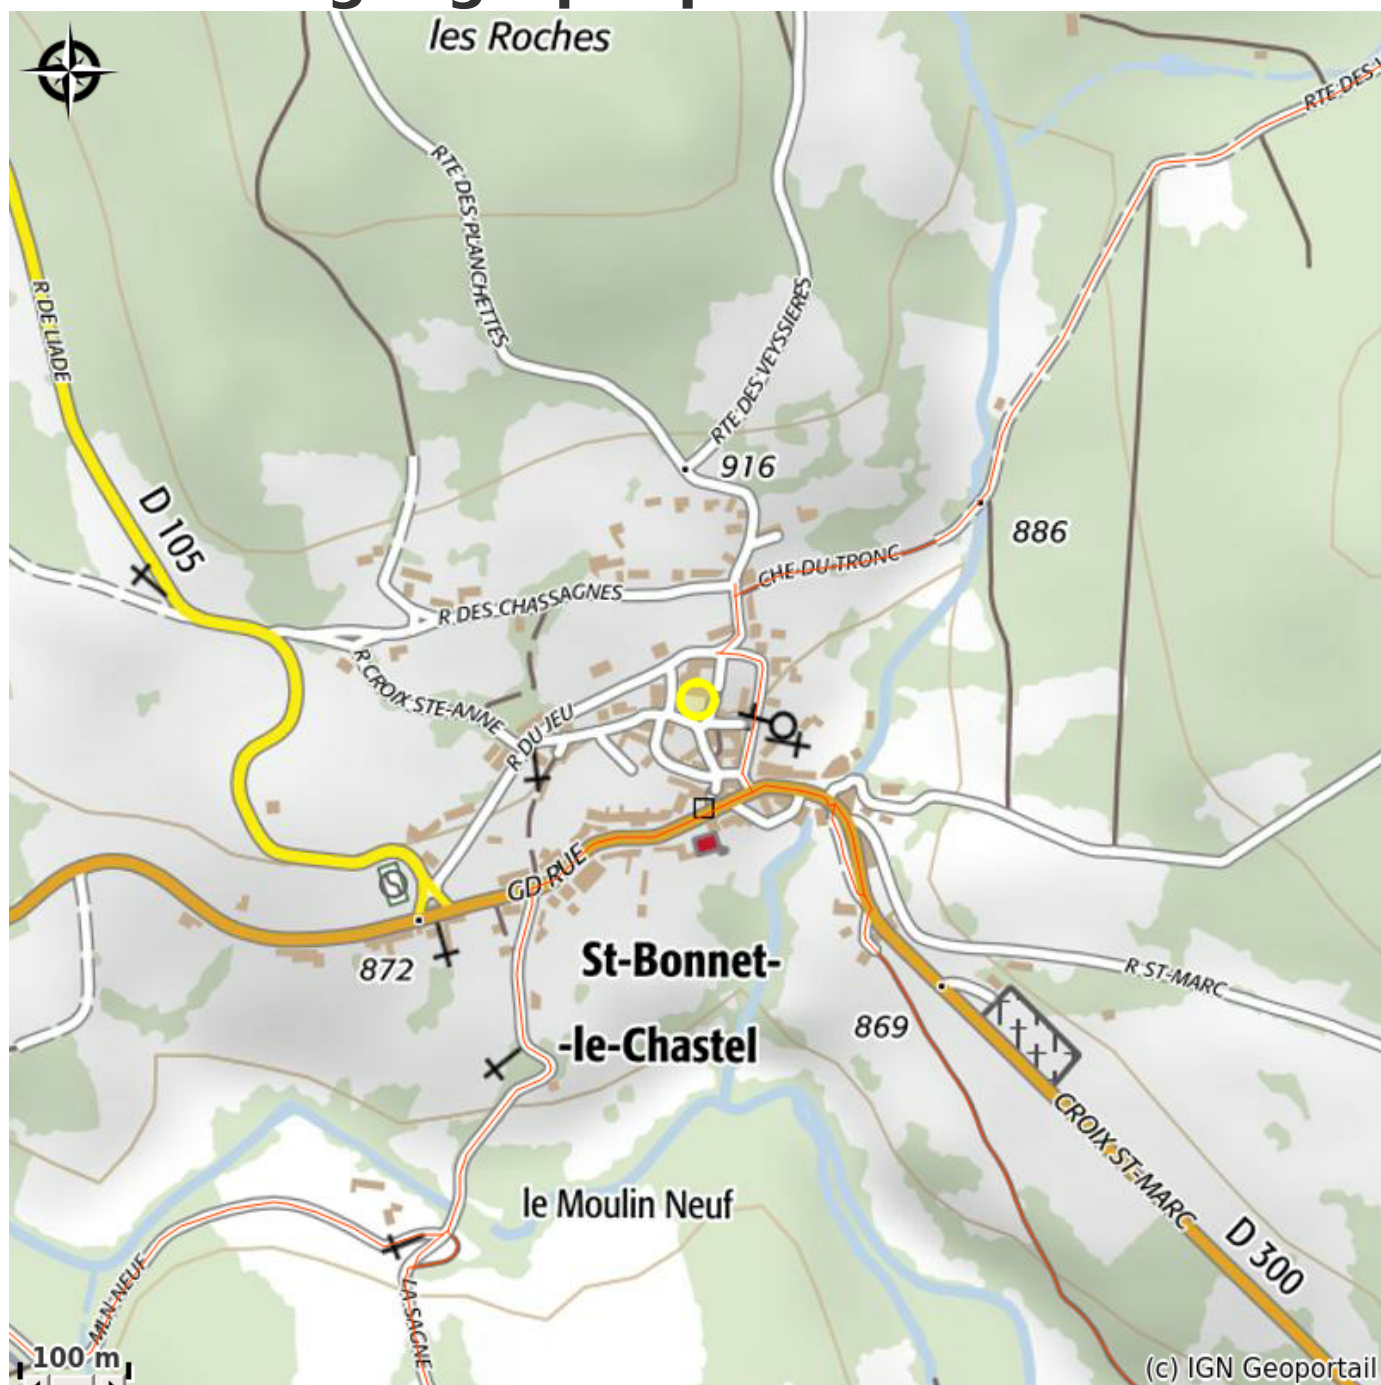 les Roches
RTE DES PLANCHETTES
R DE LIADE
RTE DES VEYSSIERES
916
D 105
886
CHE DU TRONC
R DES CHASSAGNES
R CROIX STE-ANNE
R DU JEU
GD RUE
872
St-Bonnet-
-le-Chastel
869
R ST-MARC
CROIX ST-MARC
le Moulin Neuf
D 300
MLN NEUF
LA SAGNE
100 m
(c) IGN Geoportail